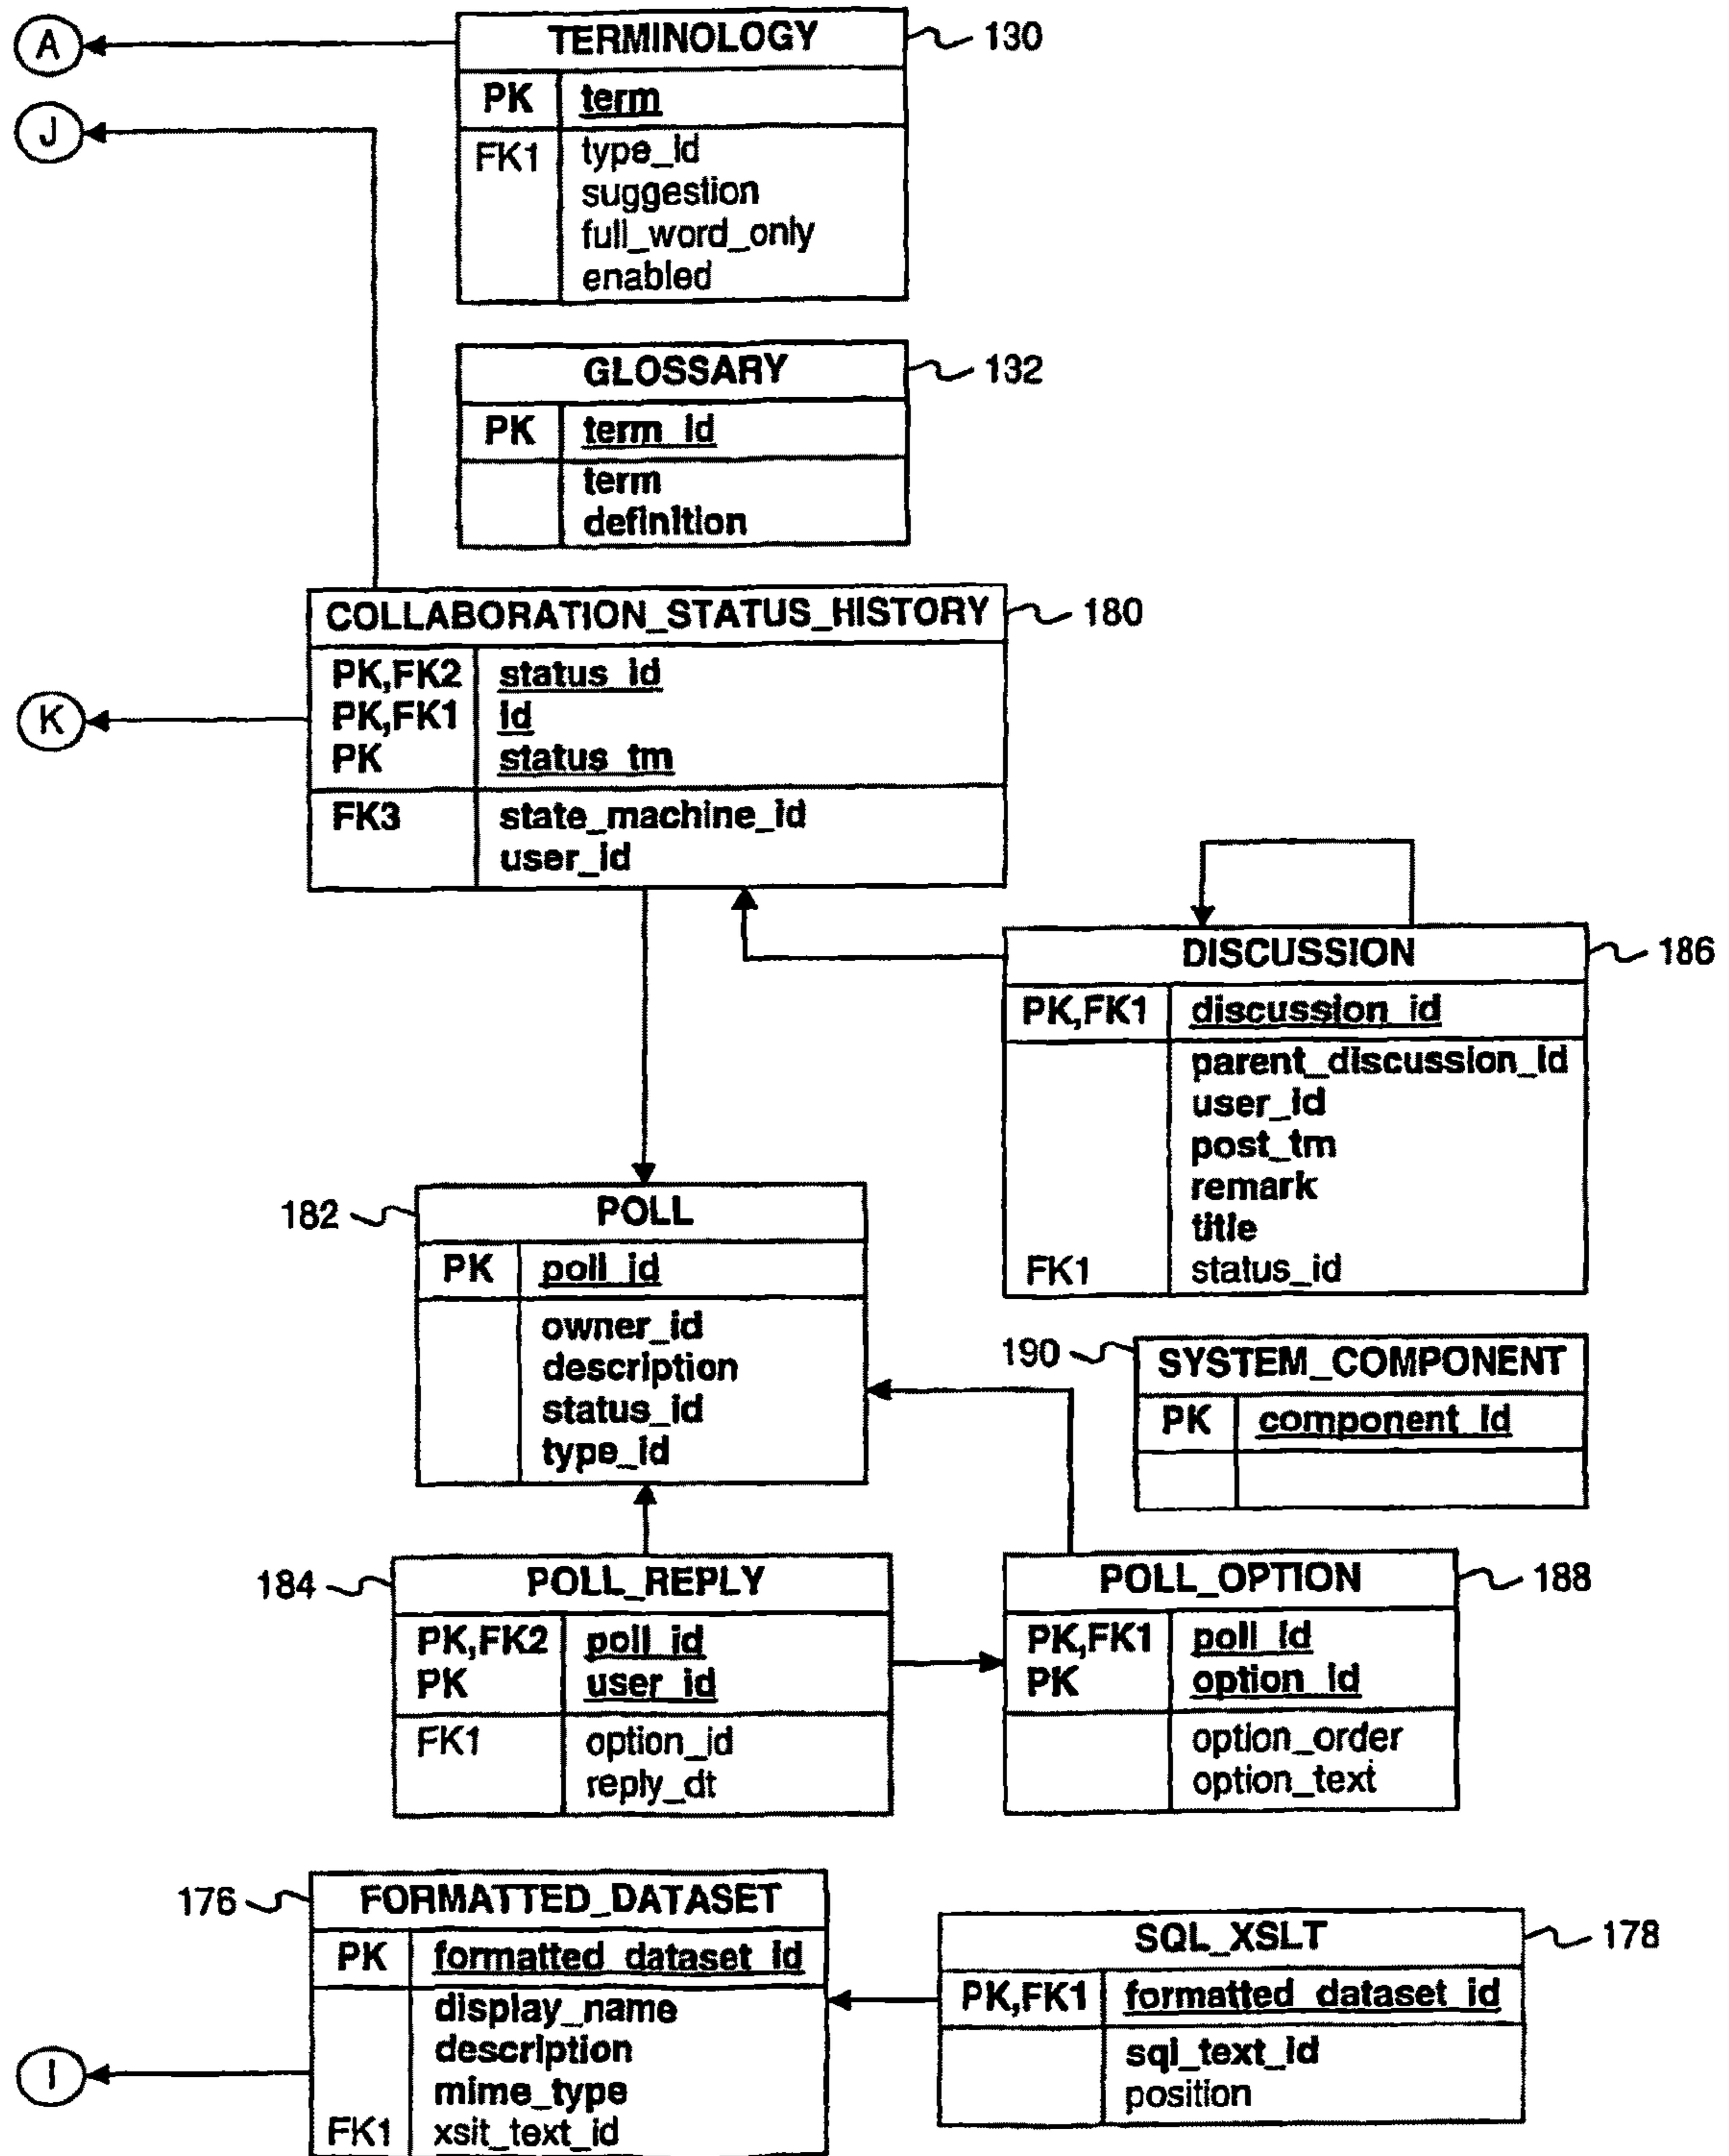 A
TERMINOLOGY 130
PK term
J
FK1 type_id
suggestion
full_word_only
enabled
GLOSSARY 132
PK term_id
term
definition
COLLABORATION_STATUS_HISTORY 180
PK,FK2 status_id
K
PK,FK1 id
PK status_tm
FK3 state_machine_id
user_id
DISCUSSION 186
PK,FK1 discussion_id
parent_discussion_id
user_id
post_tm
remark
title
FK1 status_id
182 POLL
PK poll_id
owner_id
description
status_id
type_id
190 SYSTEM_COMPONENT
PK component_id
184 POLL_REPLY
PK,FK2 poll_id
PK user_id
FK1 option_id
reply_dt
POLL_OPTION 188
PK,FK1 poll_id
PK option_id
option_order
option_text
176 FORMATTED_DATASET
PK formatted_dataset_id
display_name
description
I
mime_type
FK1 xslt_text_id
SQL_XSLT 178
PK,FK1 formatted_dataset_id
sql_text_id
position